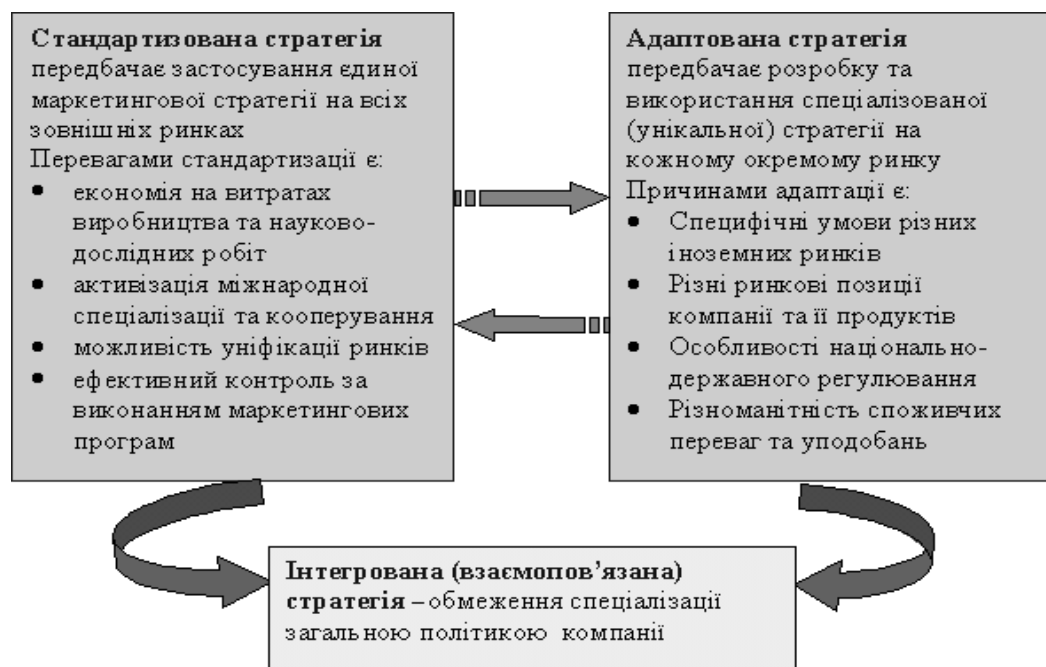 Стандартизована стратегія
передбачає застосування єдиної
маркетингової стратегії на всіх
зовнішніх ринках
Перевагами стандартизації є:
• економія на витратах
виробництва та науково-
дослідних робіт
• активізація міжнародної
спеціалізації та кооперування
• можливість уніфікації ринків
• ефективний контроль за
виконанням маркетингових
програм
Адаптована стратегія
передбачає розробку та
використання спеціалізованої
(унікальної) стратегії на
кожному окремому ринку
Причинами адаптації є:
• Специфічні умови різних
іноземних ринків
• Різні ринкові позиції
компанії та її продуктів
• Особливості національно-
державного регулювання
• Різноманітність споживчих
переваг та уподобань
Інтегрована (взаємопов’язана)
стратегія – обмеження спеціалізації
загальною політикою компанії